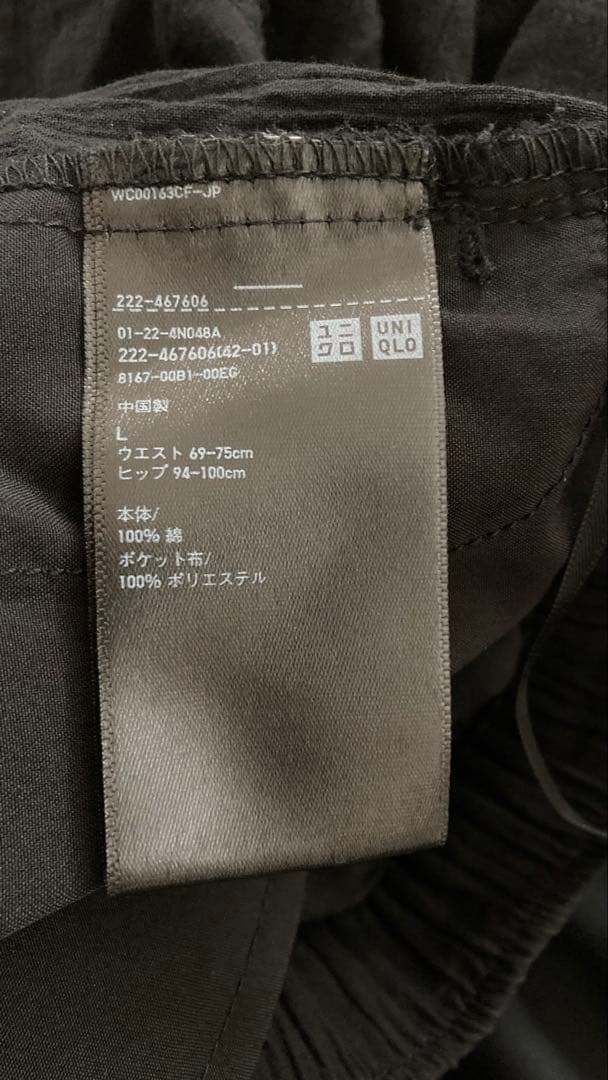 WC00163CF-JP
222-467606
01-22-4N048A
222-467606(42-01)
8167-00B1-00EG
ユニクロ
UNIQLO
中国製
L
ウエスト 69-75cm
ヒップ 94-100cm
本体/
100% 綿
ポケット布/
100% ポリエステル